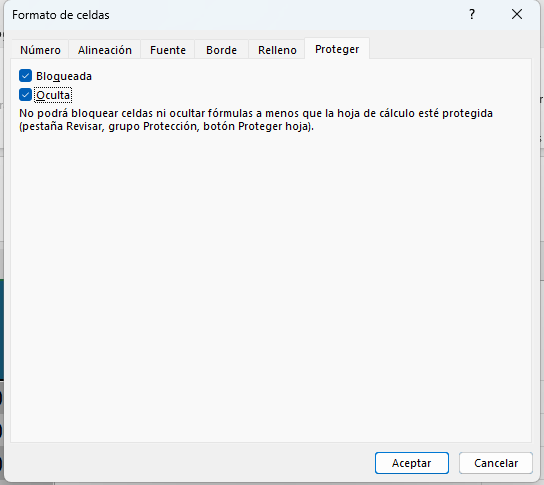 Formato de celdas
?
Número Alineación Fuente Borde Relleno Proteger
Bloqueada
Oculta
No podrá bloquear celdas ni ocultar fórmulas a menos que la hoja de cálculo esté protegida
(pestaña Revisar, grupo Protección, botón Proteger hoja).
Aceptar Cancelar